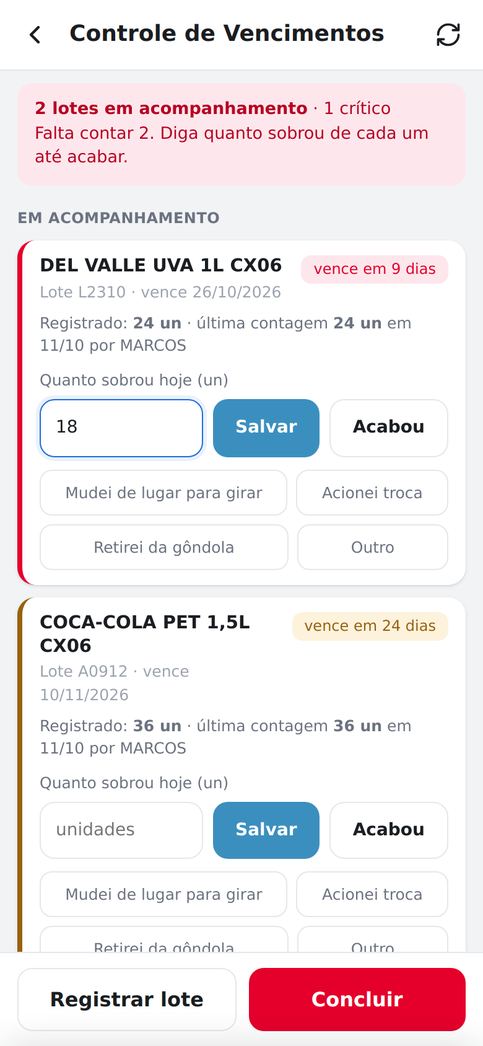 Controle de Vencimentos
2 lotes em acompanhamento · 1 crítico
Falta contar 2. Diga quanto sobrou de cada um
até acabar.
EM ACOMPANHAMENTO
DEL VALLE UVA 1L CX06
vence em 9 dias
Lote L2310 · vence 26/10/2026
Registrado: 24 un · última contagem 24 un em
11/10 por MARCOS
Quanto sobrou hoje (un)
18
Salvar
Acabou
Mudei de lugar para girar
Acionei troca
Retirei da gôndola
Outro
COCA-COLA PET 1,5L
CX06
vence em 24 dias
Lote A0912 · vence
10/11/2026
Registrado: 36 un · última contagem 36 un em
11/10 por MARCOS
Quanto sobrou hoje (un)
unidades
Salvar
Acabou
Mudei de lugar para girar
Acionei troca
Retirei da gôndola
Outro
Registrar lote
Concluir